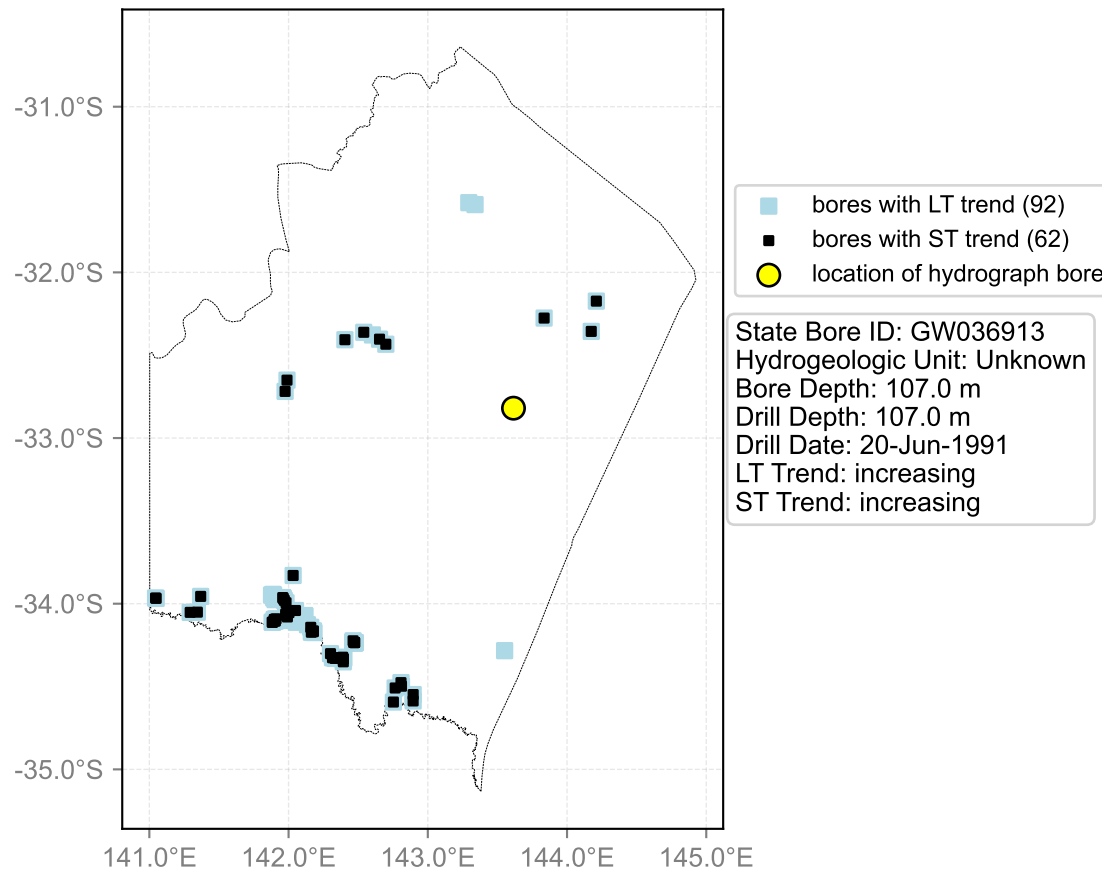 -31.0°S
-32.0°S
-33.0°S
-34.0°S
-35.0°S
141.0°E 142.0°E 143.0°E 144.0°E 145.0°E
bores with LT trend (92)
bores with ST trend (62)
location of hydrograph bore
State Bore ID: GW036913
Hydrogeologic Unit: Unknown
Bore Depth: 107.0 m
Drill Depth: 107.0 m
Drill Date: 20-Jun-1991
LT Trend: increasing
ST Trend: increasing